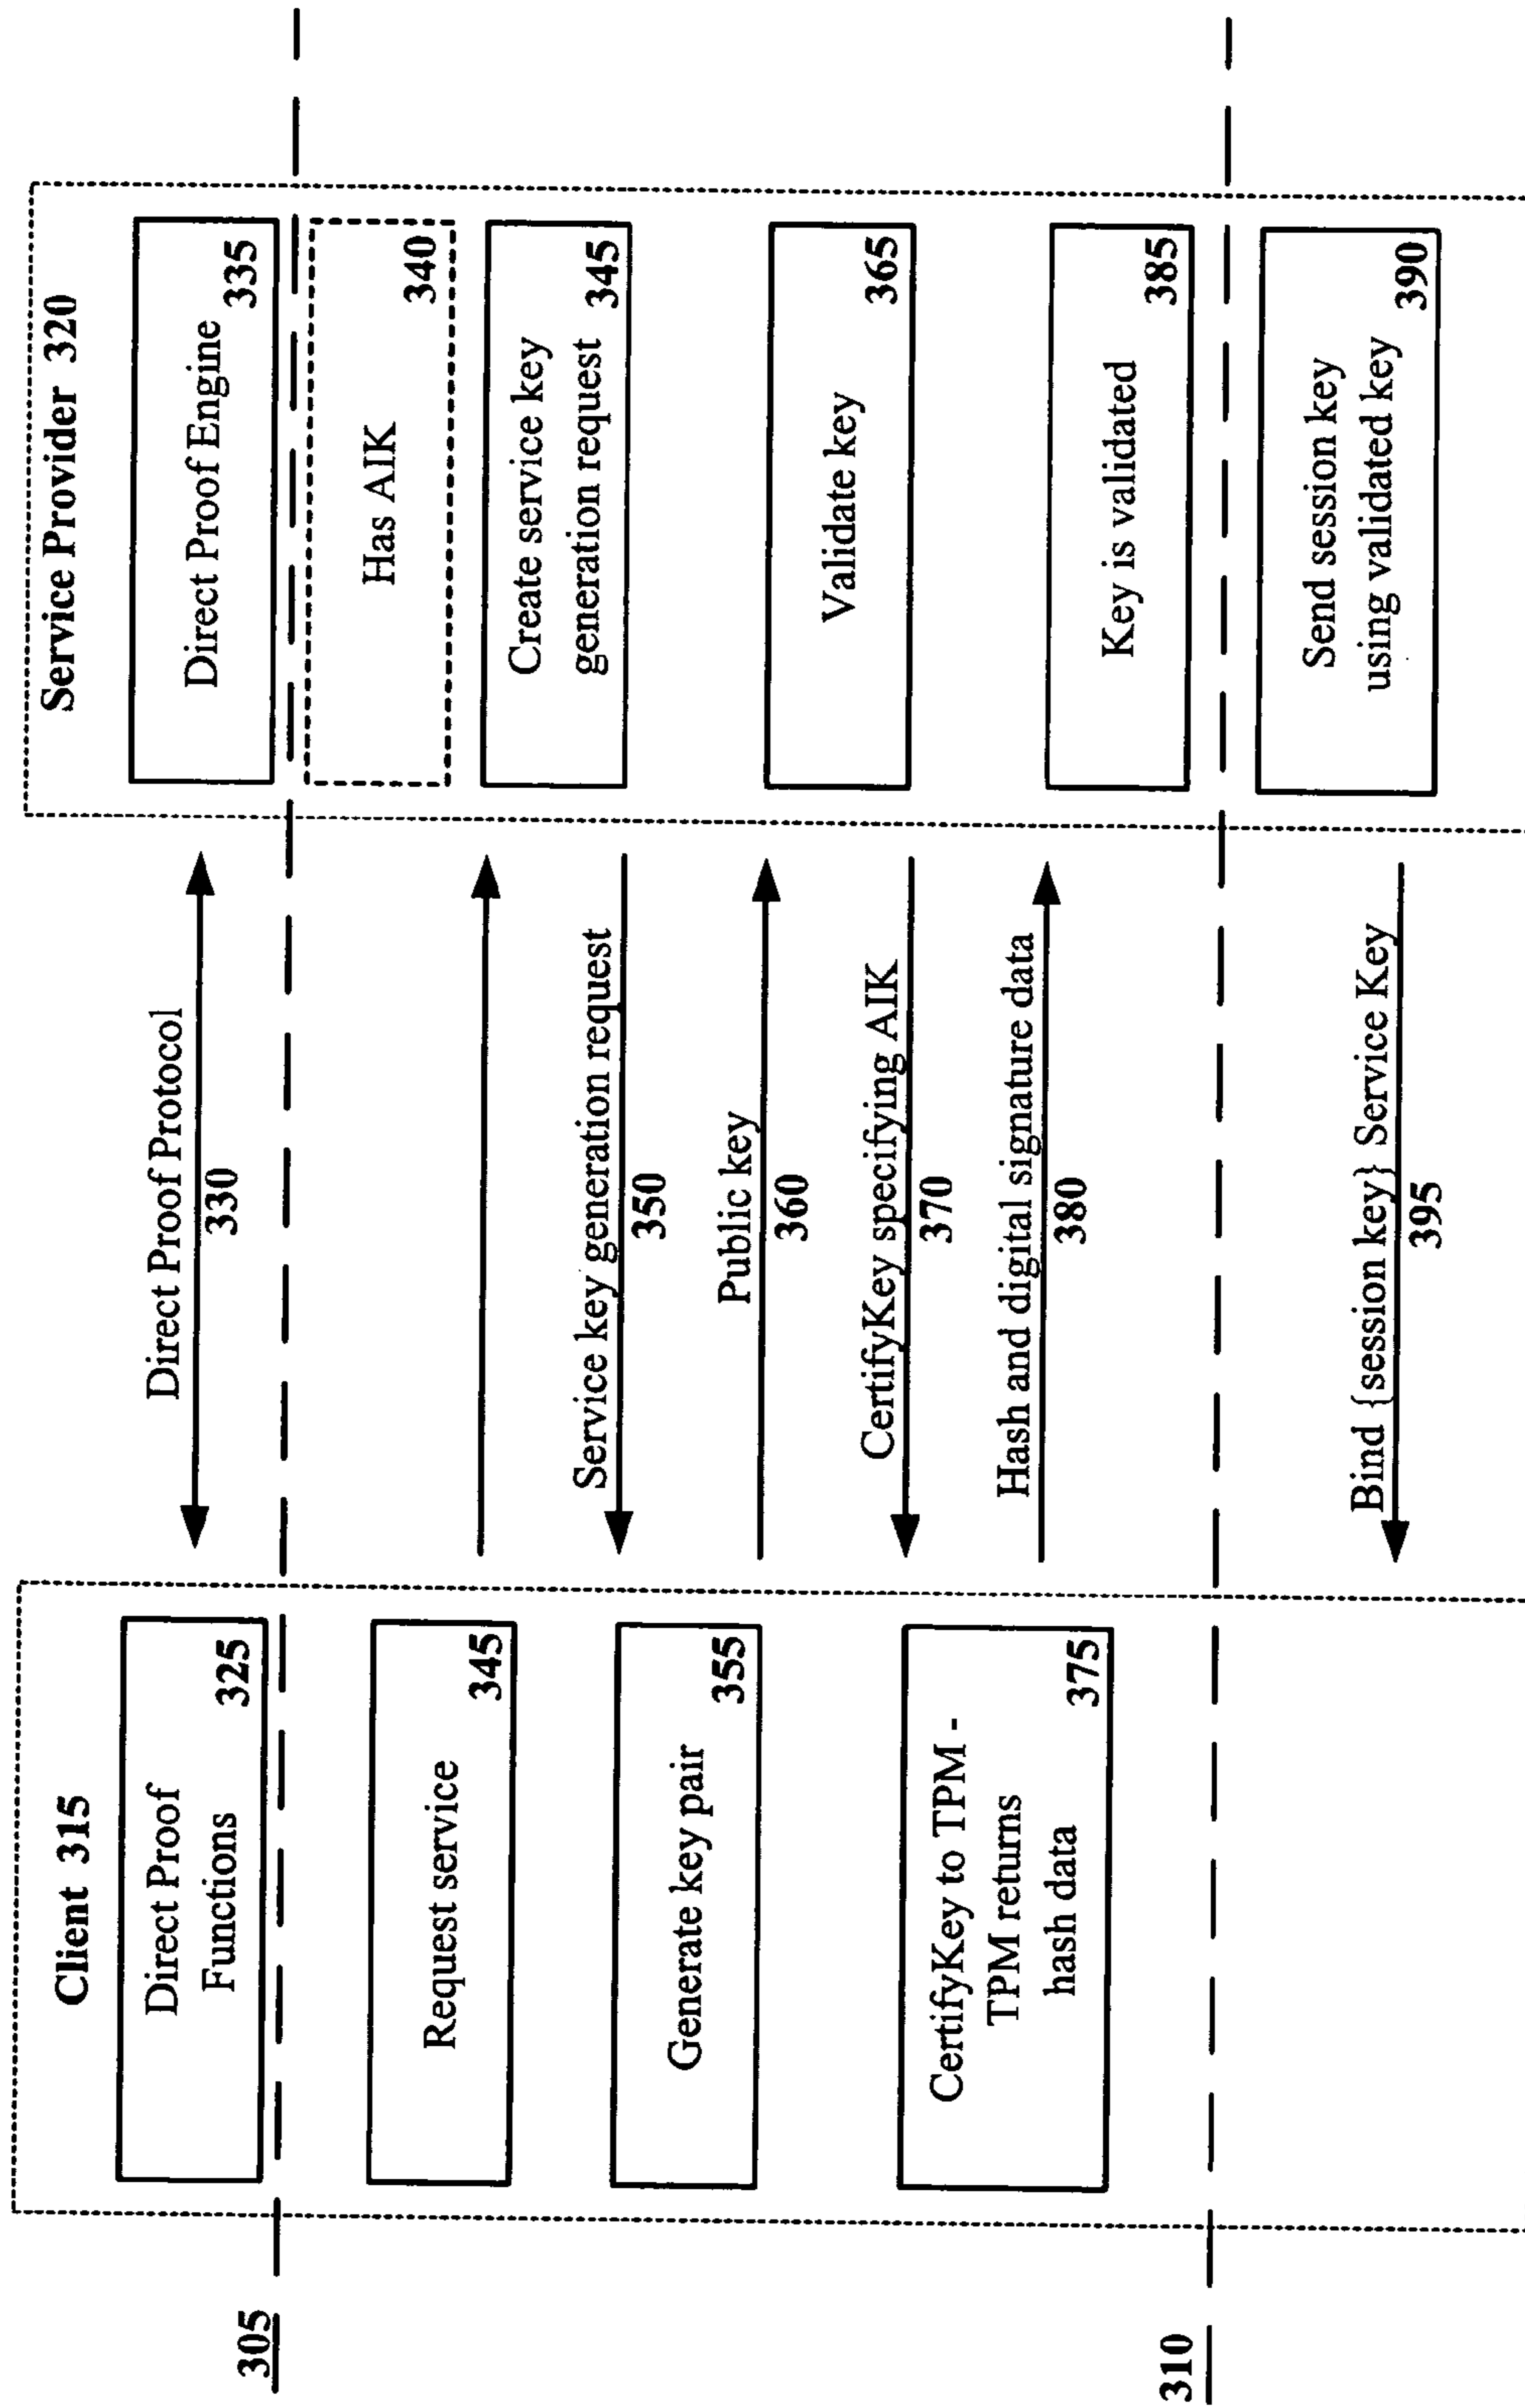 Client 315
Service Provider 320
Direct Proof
Functions
325
Direct Proof Protocol
330
Direct Proof Engine
335
305
Has AIK
340
Request service
345
Create service key
generation request
345
Service key generation request
350
Generate key pair
355
Public key
360
Validate key
365
CertifyKey specifying AIK
370
CertifyKey to TPM -
TPM returns
hash data
375
Hash and digital signature data
380
Key is validated
385
310
Send session key
using validated key
390
Bind {session key} Service Key
395